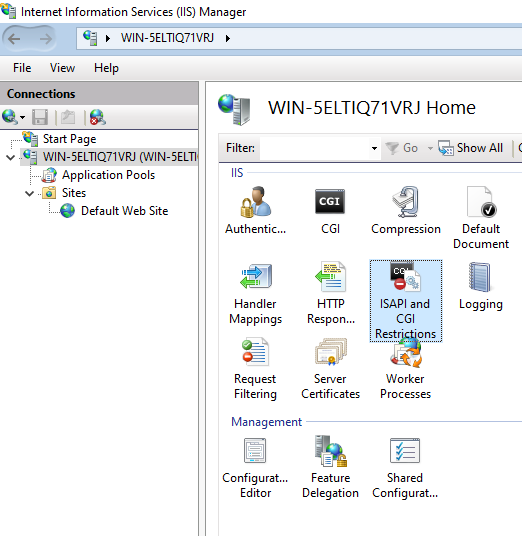 Internet Information Services (IIS) Manager
WIN-5ELTIQ71VRJ
File View Help
Connections
Start Page
WIN-5ELTIQ71VRJ (WIN-5ELTI
Application Pools
Sites
Default Web Site
WIN-5ELTIQ71VRJ Home
Filter: Go Show All
IIS
Authentic... CGI Compression Default
Document
Handler HTTP ISAPI and Logging
Mappings Respon... CGI
Restrictions
CGI
CGI
Request Server Worker
Filtering Certificates Processes
Management
Configurat... Feature Shared
Editor Delegation Configurat...